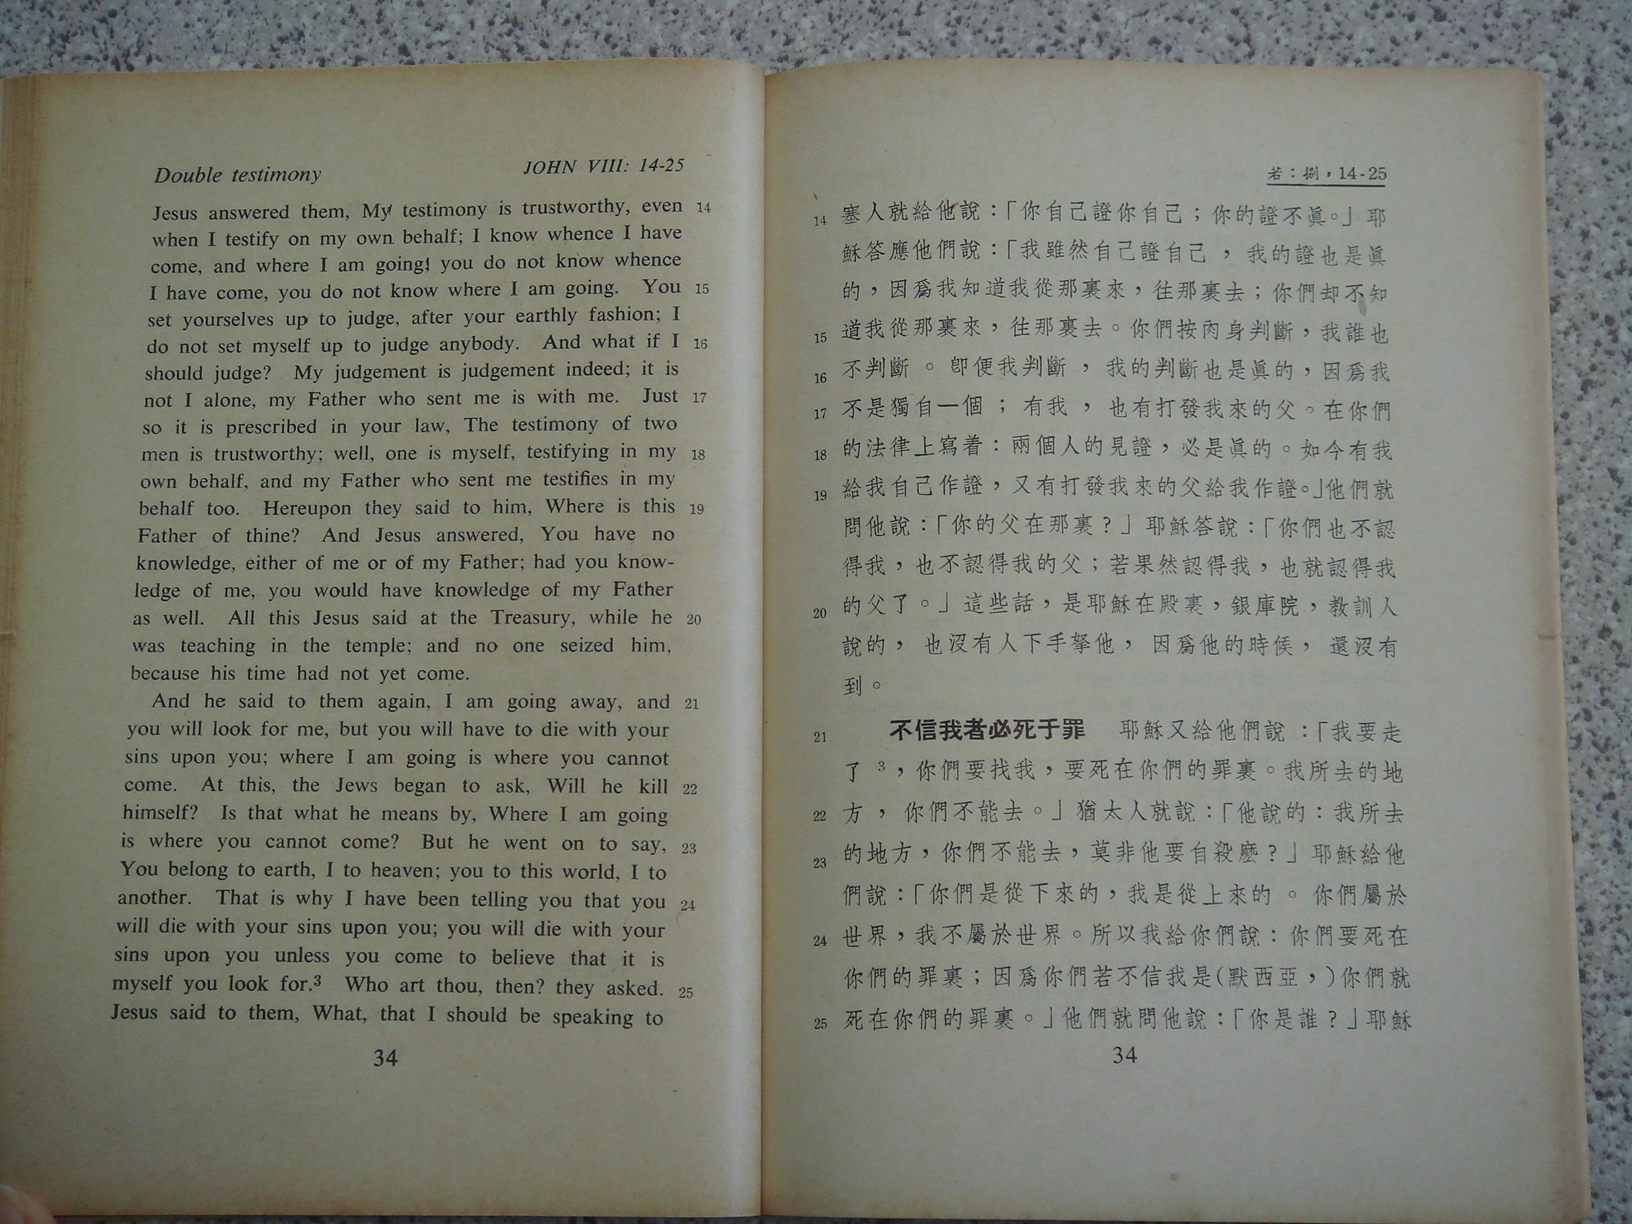 Double testimony JOHN VIII: 14-25
Jesus answered them, My testimony is trustworthy, even 14
when I testify on my own behalf; I know whence I have
come, and where I am going; you do not know whence
I have come, you do not know where I am going. You 15
set yourselves up to judge, after your earthly fashion; I
do not set myself up to judge anybody. And what if I 16
should judge? My judgement is judgement indeed; it is
not I alone, my Father who sent me is with me. Just 17
so it is prescribed in your law, The testimony of two
men is trustworthy; well, one is myself, testifying in my 18
own behalf, and my Father who sent me testifies in my
behalf too. Hereupon they said to him, Where is this 19
Father of thine? And Jesus answered, You have no
knowledge, either of me or of my Father; had you know-
ledge of me, you would have knowledge of my Father
as well. All this Jesus said at the Treasury, while he 20
was teaching in the temple; and no one seized him,
because his time had not yet come.
And he said to them again, I am going away, and 21
you will look for me, but you will have to die with your
sins upon you; where I am going is where you cannot
come. At this, the Jews began to ask, Will he kill 22
himself? Is that what he means by, Where I am going
is where you cannot come? But he went on to say, 23
You belong to earth, I to heaven; you to this world, I to
another. That is why I have been telling you that you 24
will die with your sins upon you; you will die with your
sins upon you unless you come to believe that it is
myself you look for.3 Who art thou, then? they asked. 25
Jesus said to them, What, that I should be speaking to
34
若：捌，14-25
14 塞人就給他說：「你自己證你自己；你的證不眞。」耶
穌答應他們說：「我雖然自己證自己，我的證也是眞
的，因爲我知道我從那裏來，往那裏去；你們却不知
15 道我從那裏來，往那裏去。你們按肉身判斷，我誰也
16 不判斷。卽便我判斷，我的判斷也是眞的，因爲我
17 不是獨自一個；有我，也有打發我來的父。在你們
18 的法律上寫着：兩個人的見證，必是眞的。如今有我
19 給我自己作證，又有打發我來的父給我作證。」他們就
問他說：「你的父在那裏？」耶穌答說：「你們也不認
得我，也不認得我的父；若果然認得我，也就認得我
20 的父了。」這些話，是耶穌在殿裏，銀庫院，教訓人
說的，也沒有人下手拏他，因爲他的時候，還沒有
到。
21 不信我者必死于罪 耶穌又給他們說：「我要走
了3，你們要找我，要死在你們的罪裏。我所去的地
22 方，你們不能去。」猶太人就說：「他說的：我所去
23 的地方，你們不能去，莫非他要自殺麽？」耶穌給他
們說：「你們是從下來的，我是從上來的。你們屬於
24 世界，我不屬於世界。所以我給你們說：你們要死在
你們的罪裏；因爲你們若不信我是(默西亞，)你們就
25 死在你們的罪裏。」他們就問他說：「你是誰？」耶穌
34